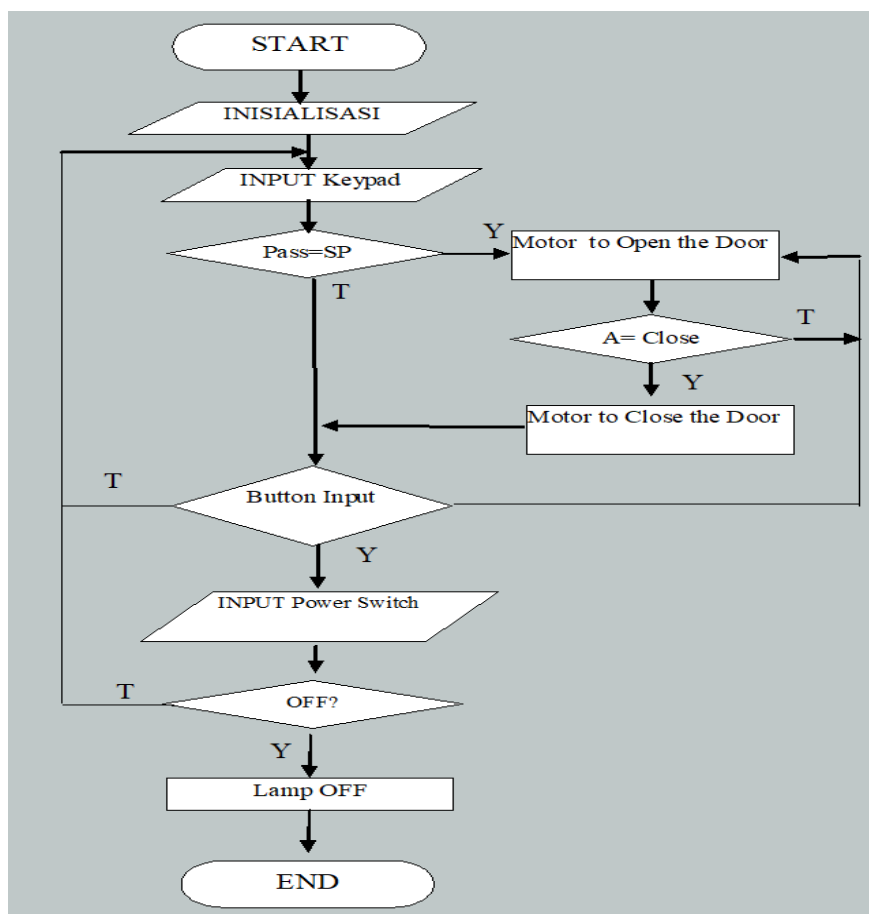 START
INISIALISASI
INPUT Keypad
Pass=SP
Y
Motor to Open the Door
T
A= Close
T
Y
Motor to Close the Door
T
Button Input
Y
INPUT Power Switch
T
OFF?
Y
Lamp OFF
END